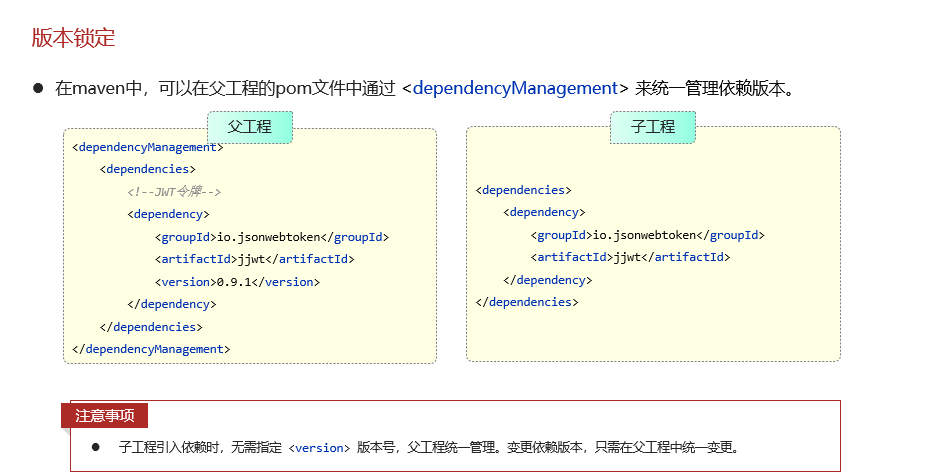 版本锁定
● 在maven中，可以在父工程的pom文件中通过 <dependencyManagement> 来统一管理依赖版本。
父工程
<dependencyManagement>
<dependencies>
<!--JWT令牌-->
<dependency>
<groupId>io.jsonwebtoken</groupId>
<artifactId>jjwt</artifactId>
<version>0.9.1</version>
</dependency>
</dependencies>
</dependencyManagement>
子工程
<dependencies>
<dependency>
<groupId>io.jsonwebtoken</groupId>
<artifactId>jjwt</artifactId>
</dependency>
</dependencies>
注意事项
● 子工程引入依赖时，无需指定 <version> 版本号，父工程统一管理。变更依赖版本，只需在父工程中统一变更。